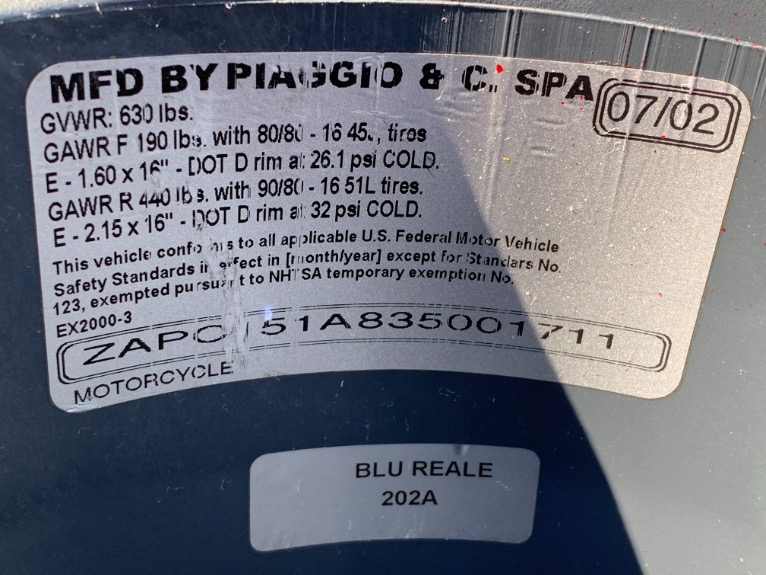 MFD BY PIAGGIO & C. SPA
07/02
GVWR: 630 lbs.
GAWR F 190 lbs. with 80/80 - 16 45J, tires
E - 1.60 x 16" - DOT D rim at 26.1 psi COLD.
GAWR R 440 lbs. with 90/80 - 16 51L tires.
E - 2.15 x 16" - DOT D rim at 32 psi COLD.
This vehicle conforms to all applicable U.S. Federal Motor Vehicle
Safety Standards in effect in [month/year] except for Standars No.
123, exempted pursuant to NHTSA temporary exemption No.
EX2000-3
51A835001711
MOTORCYCLE
BLU REALE
202A